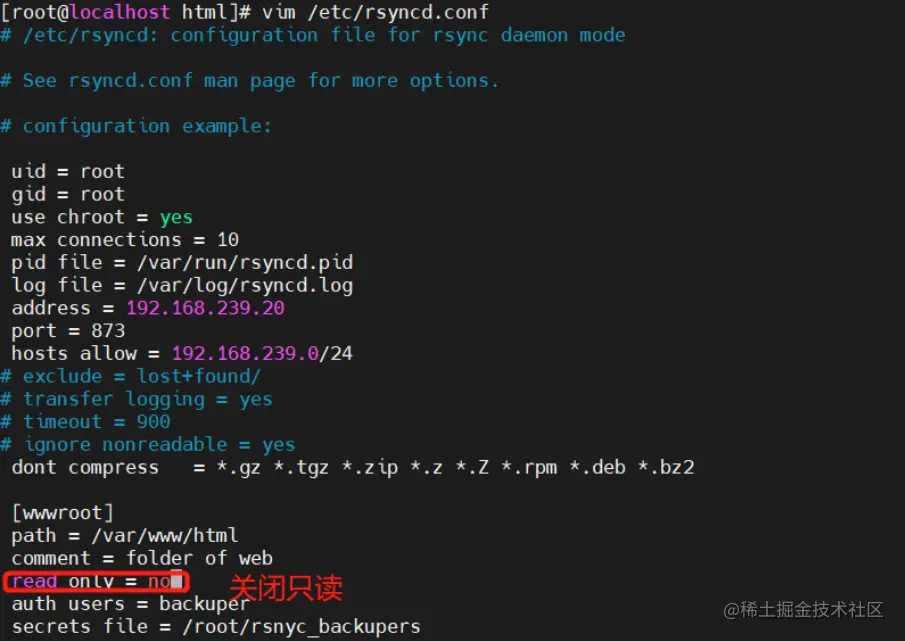 [root@localhost html]# vim /etc/rsyncd.conf
# /etc/rsyncd: configuration file for rsync daemon mode
# See rsyncd.conf man page for more options.
# configuration example:
uid = root
gid = root
use chroot = yes
max connections = 10
pid file = /var/run/rsyncd.pid
log file = /var/log/rsyncd.log
address = 192.168.239.20
port = 873
hosts allow = 192.168.239.0/24
# exclude = lost+found/
# transfer logging = yes
# timeout = 900
# ignore nonreadable = yes
dont compress   = *.gz *.tgz *.zip *.z *.Z *.rpm *.deb *.bz2
[wwwroot]
path = /var/www/html
comment = folder of web
read only = no 关闭只读
auth users = backuper
secrets file = /root/rsnyc_backupers
@稀土掘金技术社区